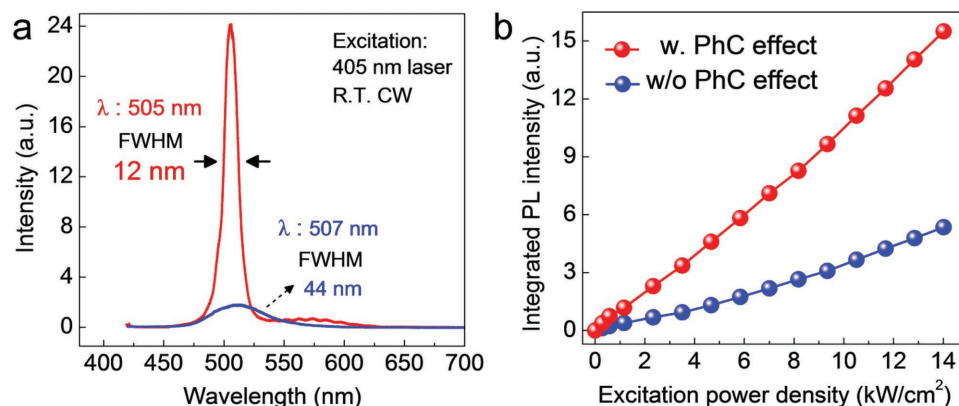 a
Intensity (a.u.)
24
20
16
12
8
4
0
Excitation:
405 nm laser
R.T. CW
λ : 505 nm
FWHM
12 nm
λ : 507 nm
FWHM
44 nm
400 450 500 550 600 650 700
Wavelength (nm)
b
Integrated PL intensity (a.u.)
15
12
9
6
3
0
w. PhC effect
w/o PhC effect
0 2 4 6 8 10 12 14
Excitation power density (kW/cm²)